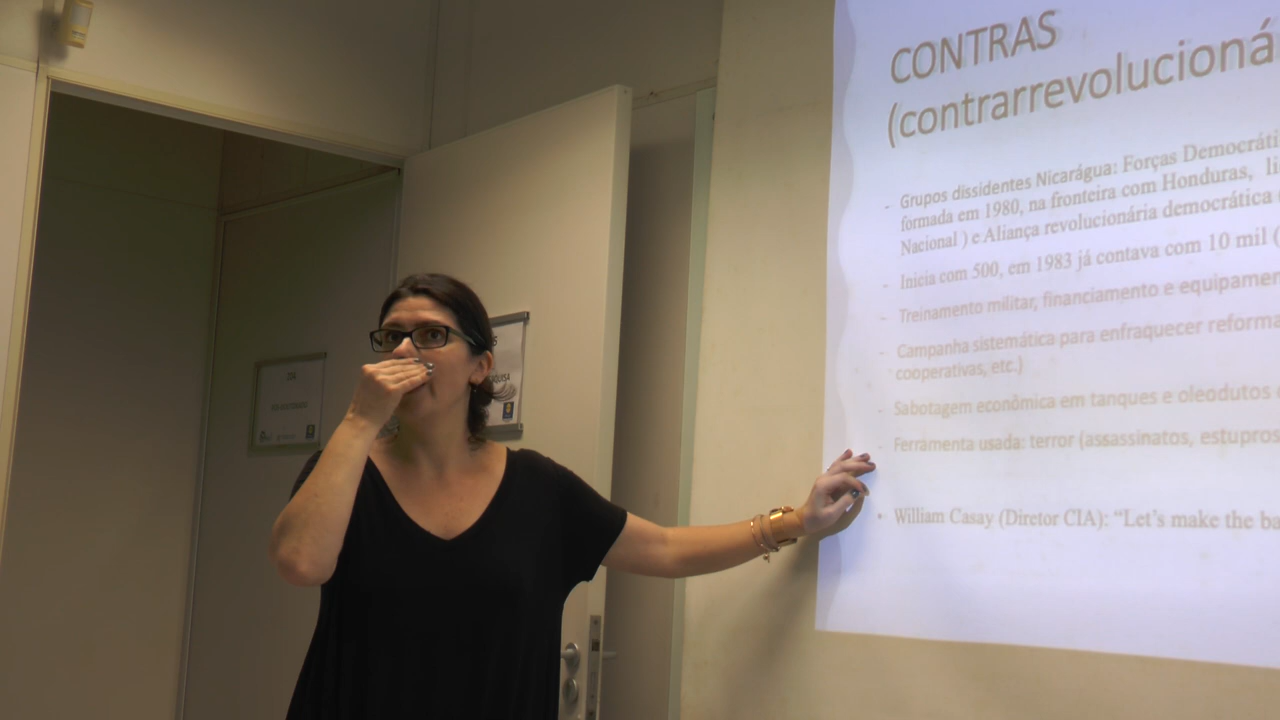 CONTRAS
(contrarrevolucioná
- Grupos dissidentes Nicarágua: Forças Democráti
formada em 1980, na fronteira com Honduras, li
Nacional ) e Aliança revolucionária democrática (
- Inicia com 500, em 1983 já contava com 10 mil (
- Treinamento militar, financiamento e equipamen
- Campanha sistemática para enfraquecer reforma
cooperativas, etc.)
- Sabotagem econômica em tanques e oleodutos
- Ferramenta usada: terror (assassinatos, estupros
• William Casay (Diretor CIA): “Let's make the ba